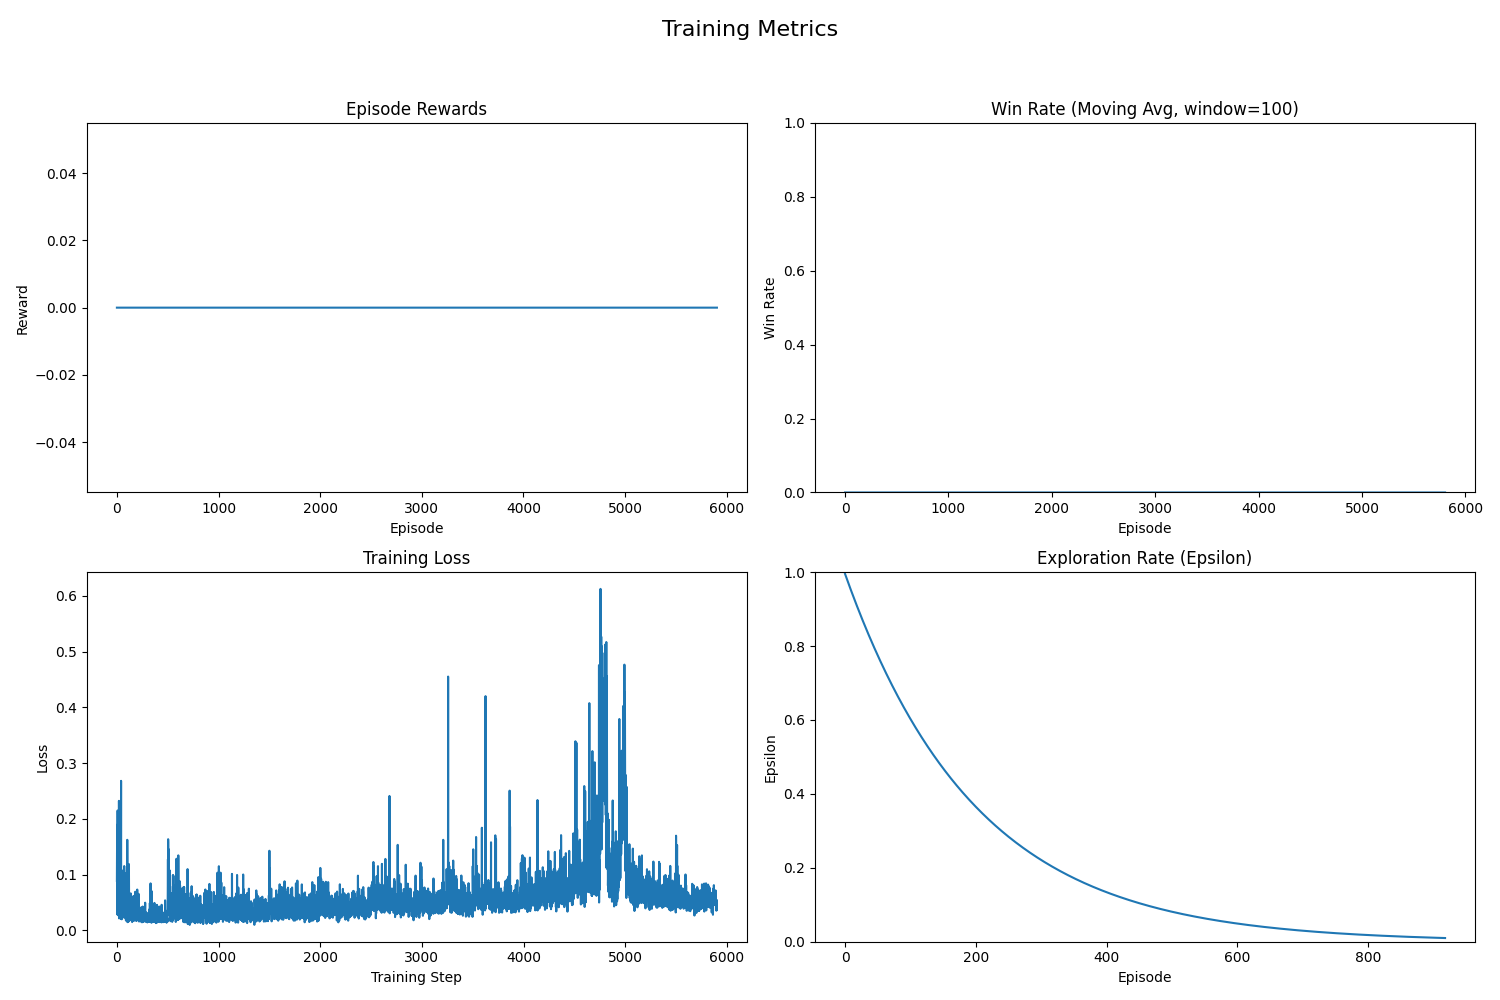 Training Metrics
Episode Rewards
0.04
0.02
0.00
−0.02
−0.04
Reward
0 1000 2000 3000 4000 5000 6000
Episode
Win Rate (Moving Avg, window=100)
1.0
0.8
0.6
0.4
0.2
0.0
Win Rate
0 1000 2000 3000 4000 5000 6000
Episode
Training Loss
0.6
0.5
0.4
0.3
0.2
0.1
0.0
Loss
0 1000 2000 3000 4000 5000 6000
Training Step
Exploration Rate (Epsilon)
1.0
0.8
0.6
0.4
0.2
0.0
Epsilon
0 200 400 600 800
Episode